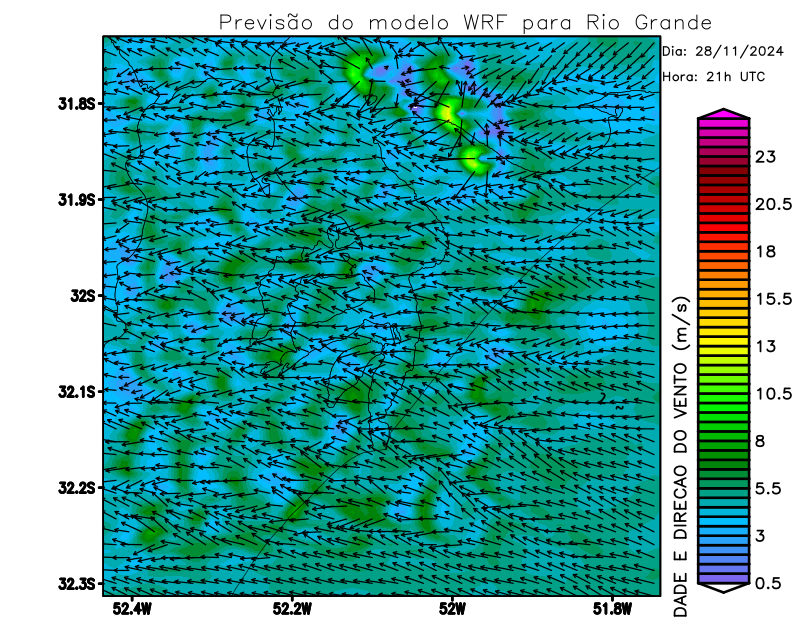 Previsão do modelo WRF para Rio Grande
Dia: 28/11/2024
Hora: 21h UTC
31.8S
31.9S
32S
32.1S
32.2S
32.3S
52.4W
52.2W
52W
51.8W
23
20.5
18
15.5
13
10.5
8
5.5
3
0.5
DADE E DIRECAO DO VENTO (m/s)